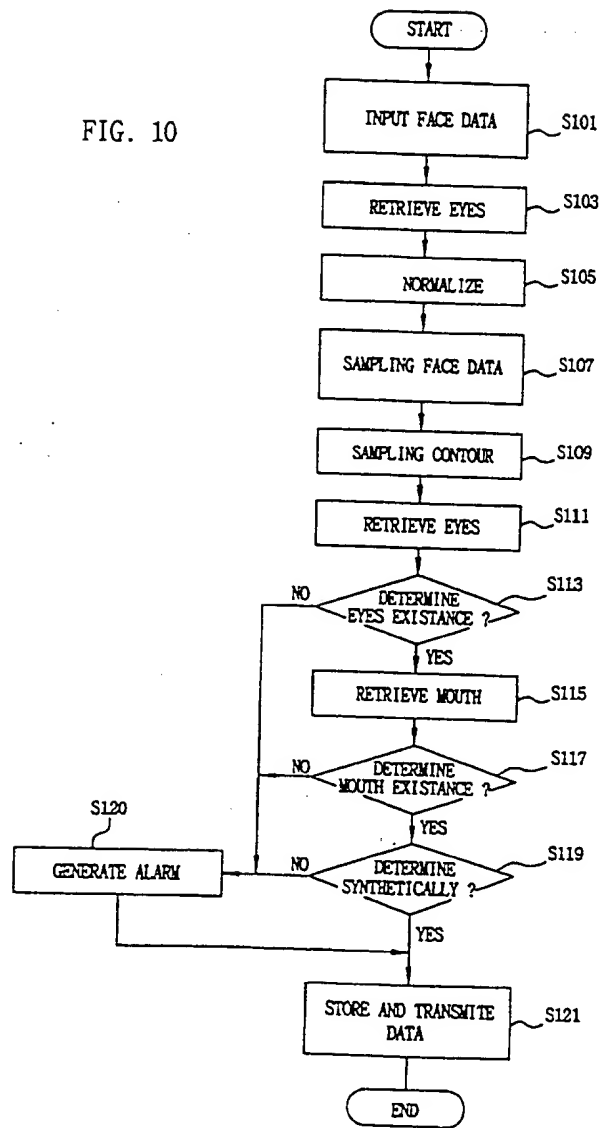 START
FIG. 10
INPUT FACE DATA
S101
RETRIEVE EYES
S103
NORMALIZE
S105
SAMPLING FACE DATA
S107
SAMPLING CONTOUR
S109
RETRIEVE EYES
S111
DETERMINE
EYES EXISTANCE ?
S113
NO
YES
RETRIEVE MOUTH
S115
DETERMINE
MOUTH EXISTANCE ?
S117
NO
YES
S120
GENERATE ALARM
DETERMINE
SYNTHETICALLY ?
S119
NO
YES
STORE AND TRANSMITE
DATA
S121
END